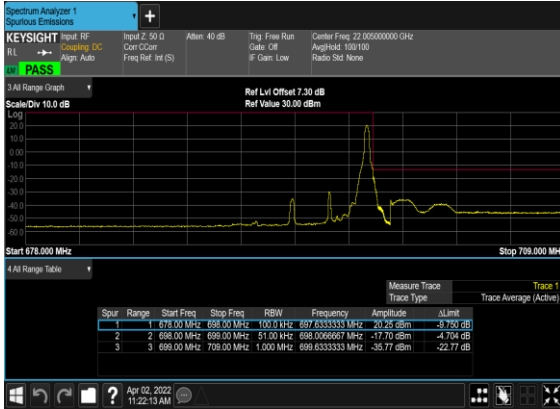 Spectrum Analyzer 1
Spurious Emissions
+
KEYSIGHT Input: RF Input Z: 50 Ω Atten: 40 dB Trig: Free Run Center Freq: 22.005000000 GHz
RL Coupling: DC Corr CCorr Gate: Off Avg|Hold: 100/100
Align: Auto Freq Ref: Int (S) IF Gain: Low Radio Std: None
PASS
3 All Range Graph
Ref Lvl Offset 7.30 dB
Scale/Div 10.0 dB Ref Value 30.00 dBm
Log
20.0
10.0
0.00
-10.0
-20.0
-30.0
-40.0
-50.0
-60.0
Start 678.000 MHz Stop 709.000 MHz
4 All Range Table
Measure Trace Trace 1
Trace Type Trace Average (Active)
Spur Range Start Freq Stop Freq RBW Frequency Amplitude ΔLimit
1 1 678.00 MHz 698.00 MHz 100.0 kHz 697.6333333 MHz 20.25 dBm -9.750 dB
2 2 698.00 MHz 699.00 MHz 51.00 kHz 698.0066667 MHz -17.70 dBm -4.704 dB
3 3 699.00 MHz 709.00 MHz 1.000 MHz 699.6333333 MHz -35.77 dBm -22.77 dB
? Apr 02, 2022
11:22:13 AM